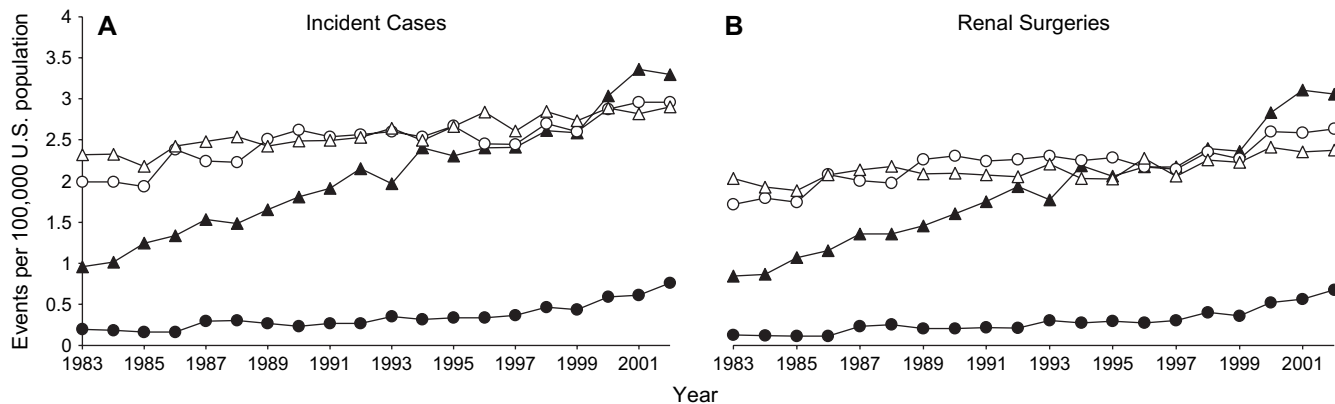 A
Incident Cases
B
Renal Surgeries
Events per 100,000 U.S. population
4
3.5
3
2.5
2
1.5
1
0.5
0
1983 1985 1987 1989 1991 1993 1995 1997 1999 2001
1983 1985 1987 1989 1991 1993 1995 1997 1999 2001
Year